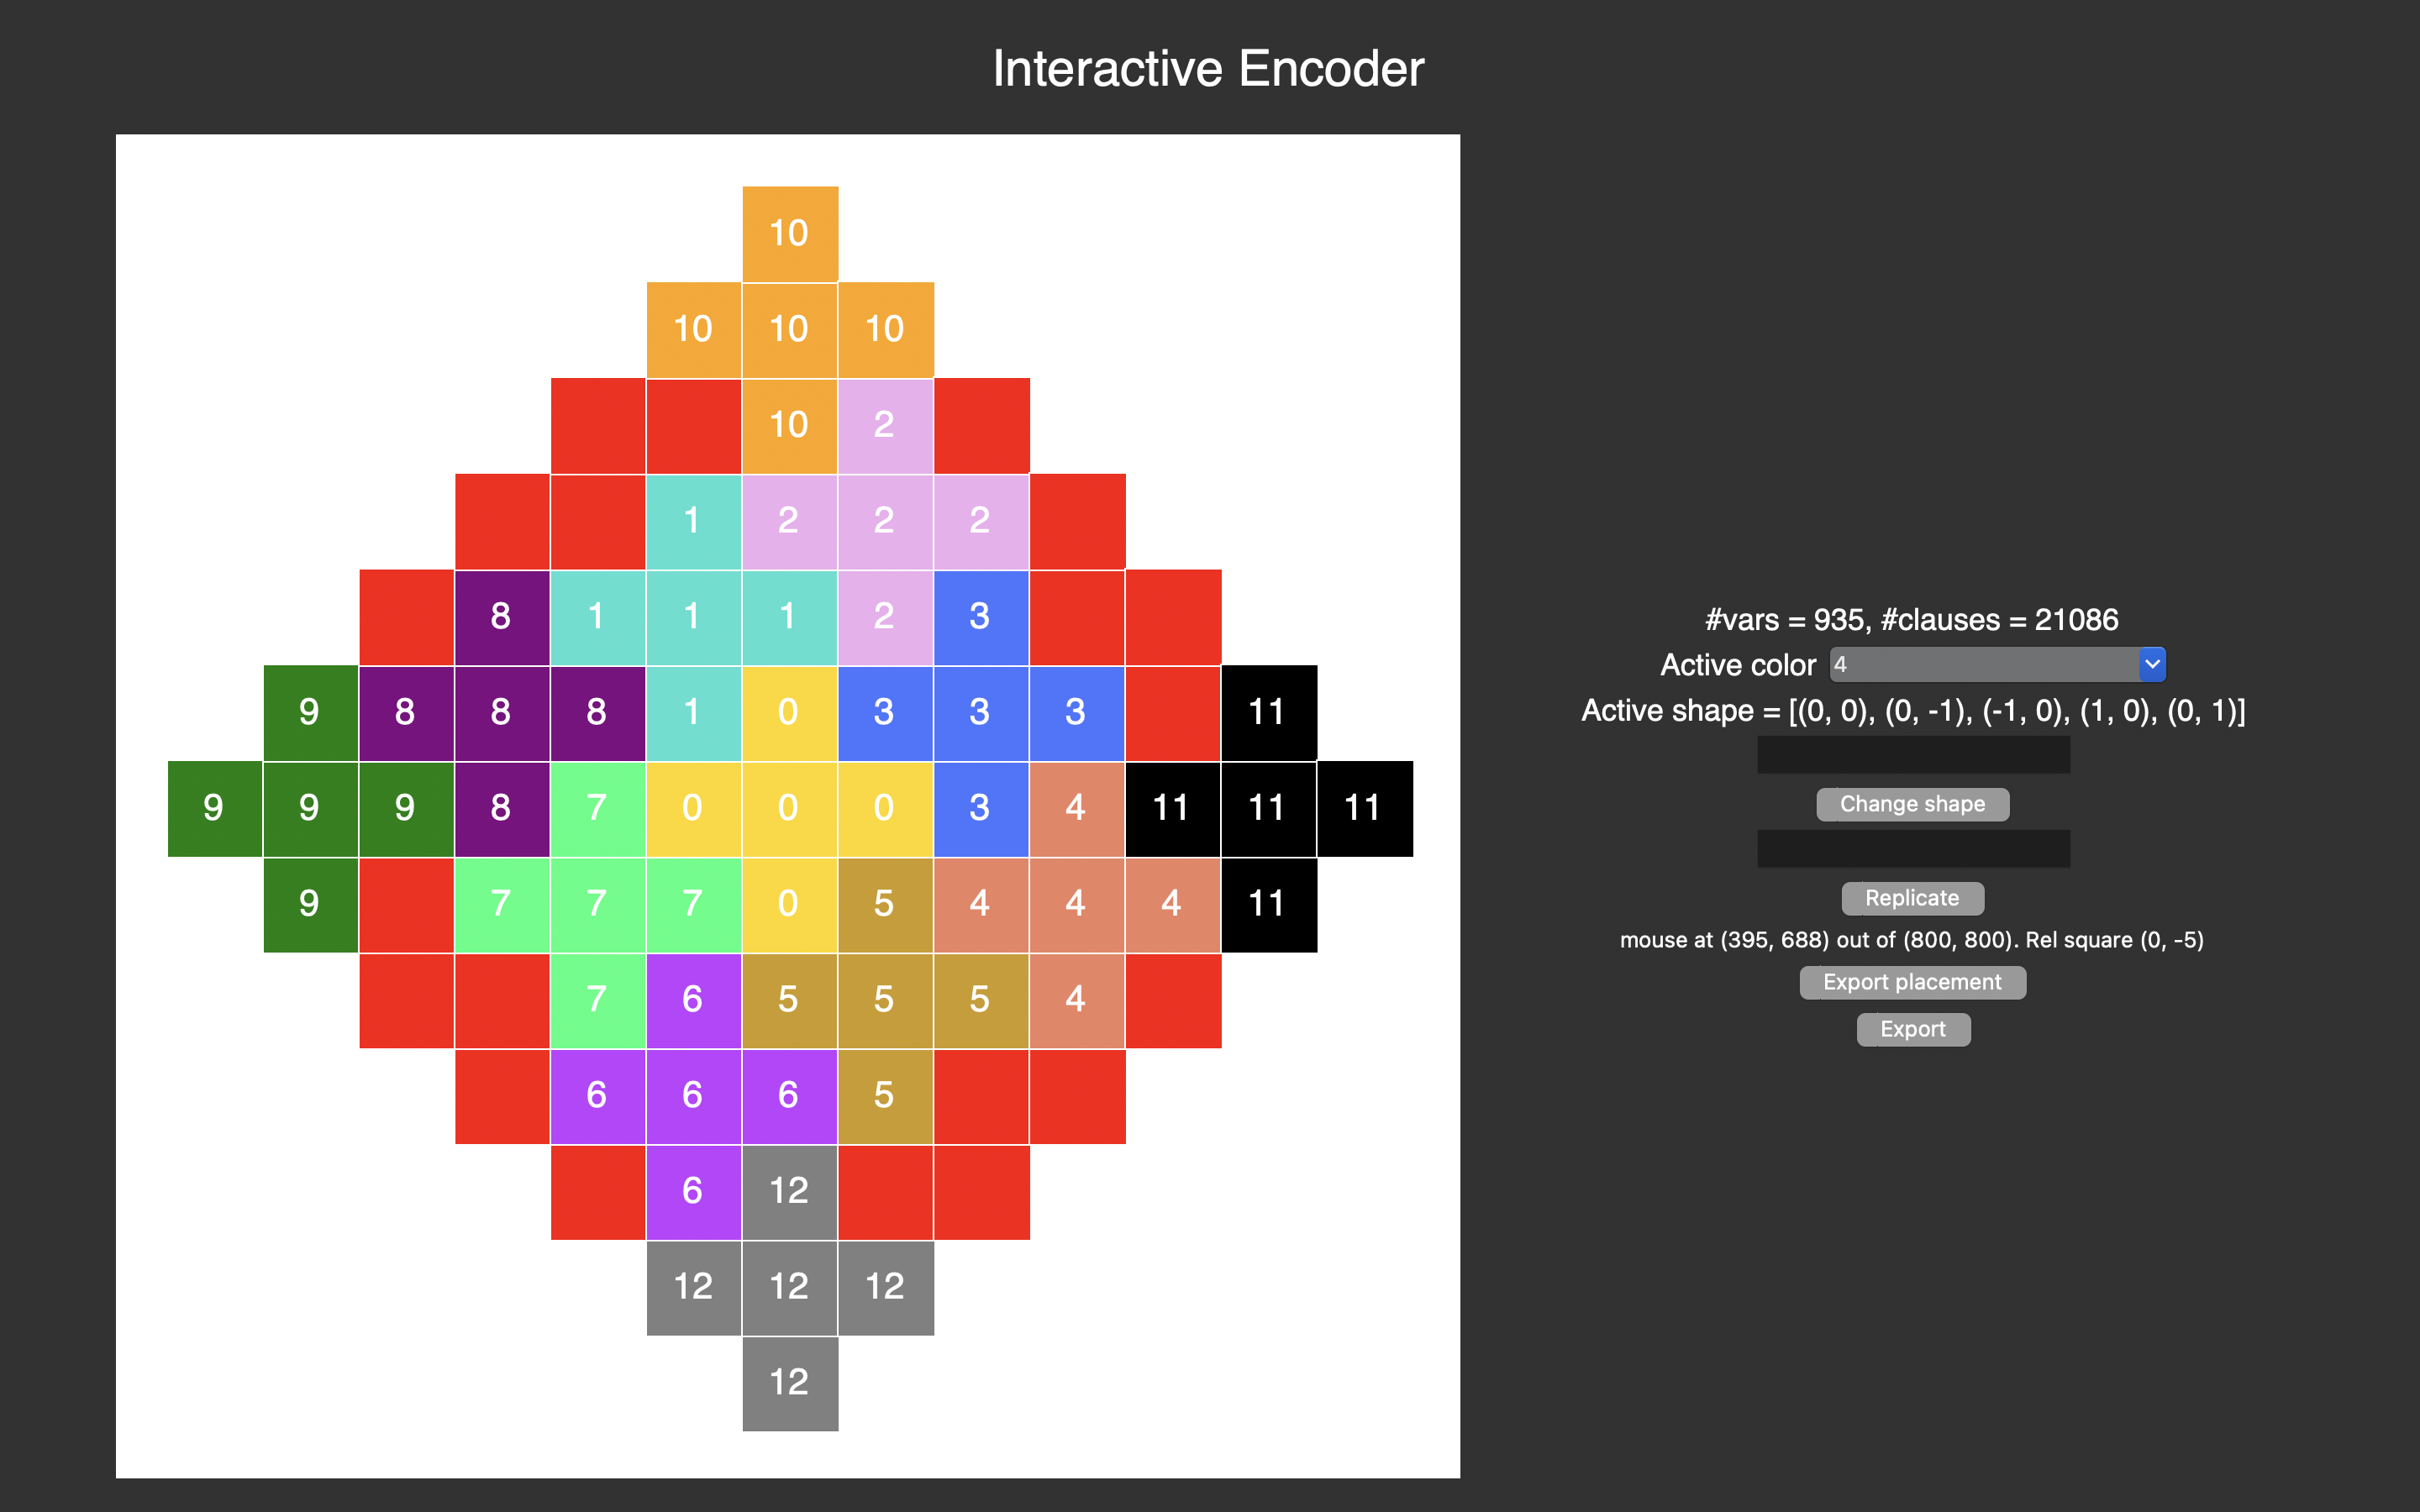 Interactive Encoder
10
10 10 10
10 2
1 2 2 2
8 1 1 1 2 3
9 8 8 8 1 0 3 3 3 11
9 9 9 8 7 0 0 0 3 4 11 11 11
9 7 7 7 0 5 4 4 4 11
7 6 5 5 5 4
6 6 6 5
6 12
12 12 12
12
#vars = 935, #clauses = 21086
Active color 4
Active shape = [(0, 0), (0, -1), (-1, 0), (1, 0), (0, 1)]
Change shape
Replicate
mouse at (395, 688) out of (800, 800). Rel square (0, -5)
Export placement
Export